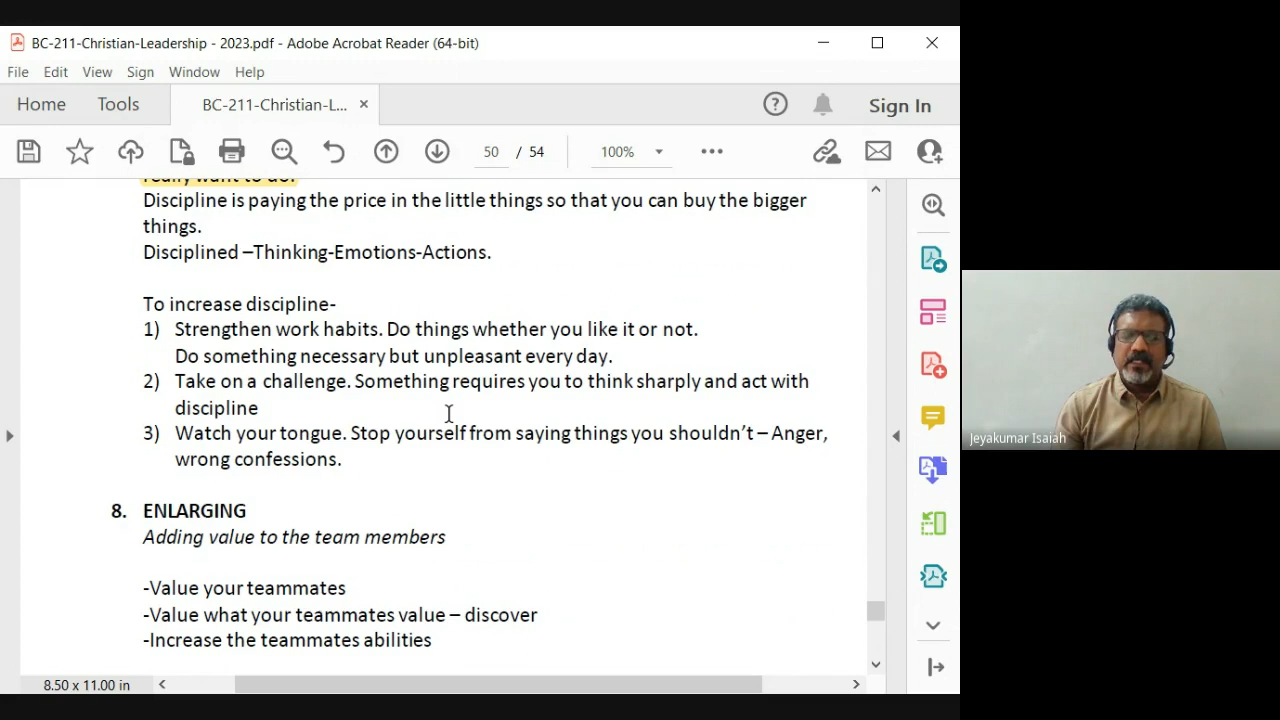 BC-211-Christian-Leadership - 2023.pdf - Adobe Acrobat Reader (64-bit)
File Edit View Sign Window Help
Home Tools BC-211-Christian-L... × Sign In
50 / 54 100%
really want to do.
Discipline is paying the price in the little things so that you can buy the bigger
things.
Disciplined –Thinking-Emotions-Actions.
To increase discipline-
1) Strengthen work habits. Do things whether you like it or not.
Do something necessary but unpleasant every day.
2) Take on a challenge. Something requires you to think sharply and act with
discipline
3) Watch your tongue. Stop yourself from saying things you shouldn’t – Anger,
wrong confessions.
8. ENLARGING
Adding value to the team members
-Value your teammates
-Value what your teammates value – discover
-Increase the teammates abilities
8.50 x 11.00 in
Jeyakumar Isaiah